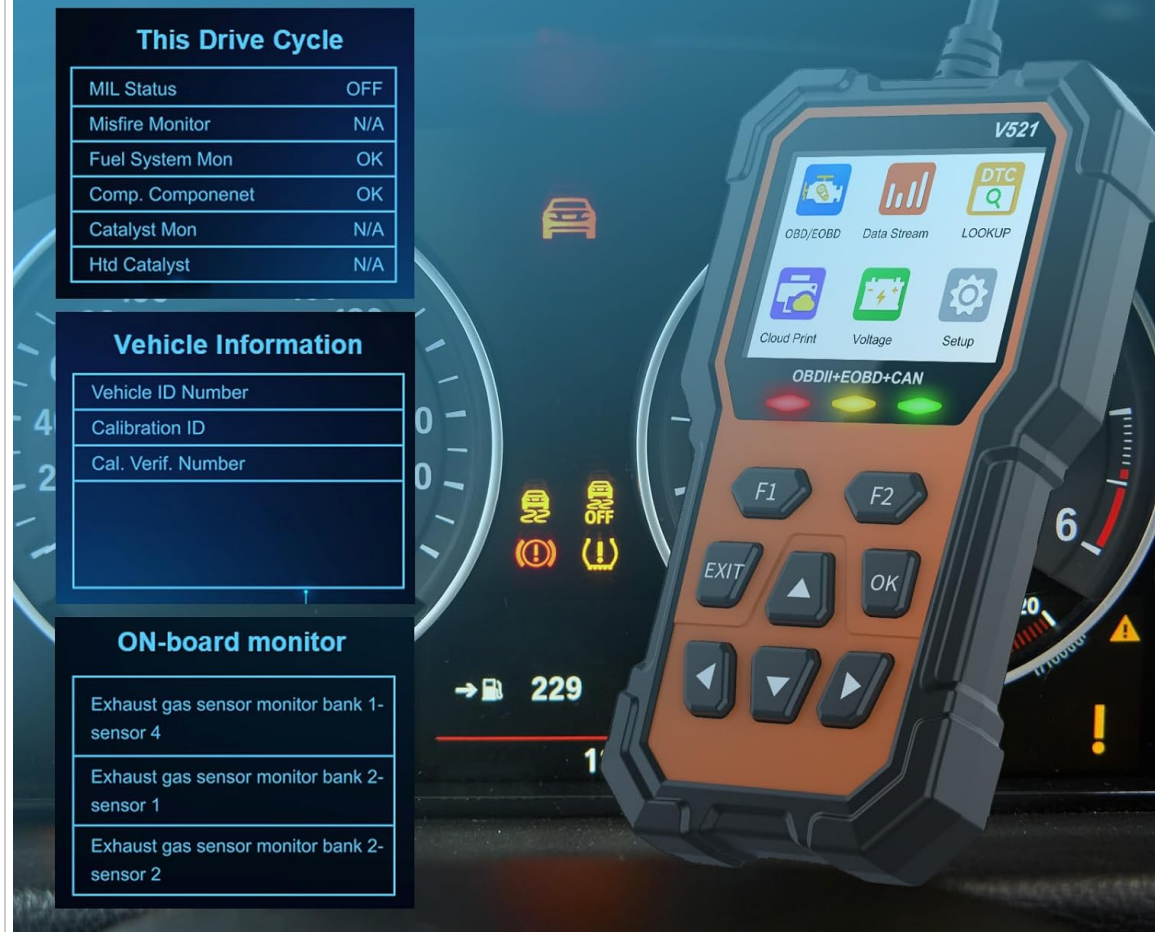 This Drive Cycle
MIL Status OFF
Misfire Monitor N/A
Fuel System Mon OK
Comp. Componenet OK
Catalyst Mon N/A
Htd Catalyst N/A
Vehicle Information
Vehicle ID Number
Calibration ID
Cal. Verif. Number
ON-board monitor
Exhaust gas sensor monitor bank 1-
sensor 4
Exhaust gas sensor monitor bank 2-
sensor 1
Exhaust gas sensor monitor bank 2-
sensor 2
V521
DTC
OBD/EOBD Data Stream LOOKUP
Cloud Print Voltage Setup
OBDII+EOBD+CAN
F1 F2
EXIT OK
OFF
229
6